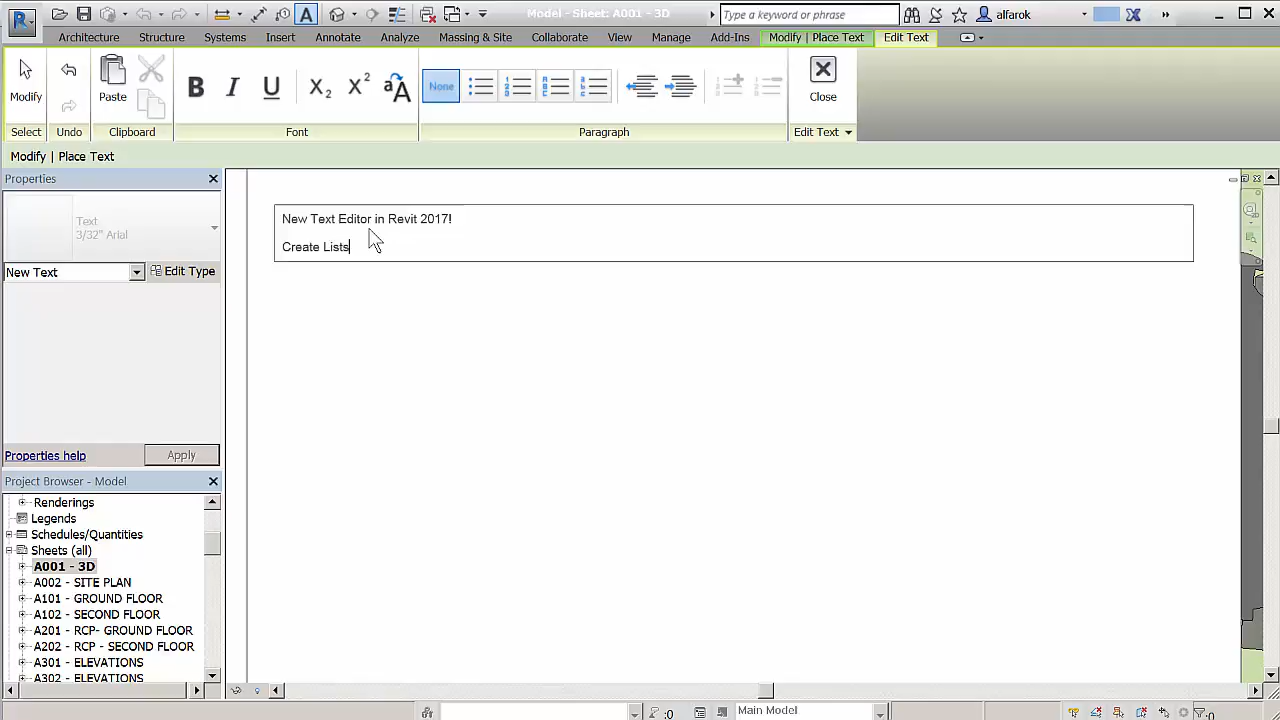 Model - Sheet: A001 - 3D
Type a keyword or phrase
alfarok
Architecture Structure Systems Insert Annotate Analyze Massing & Site Collaborate View Manage Add-Ins Modify | Place Text Edit Text
Modify
Paste
B I U X2 X2 aA
None
Close
Select Undo Clipboard Font Paragraph Edit Text
Modify | Place Text
Properties
Text
3/32" Arial
New Text
Edit Type
Properties help
Apply
New Text Editor in Revit 2017!
Create Lists
Project Browser - Model
Renderings
Legends
Schedules/Quantities
Sheets (all)
A001 - 3D
A002 - SITE PLAN
A101 - GROUND FLOOR
A102 - SECOND FLOOR
A201 - RCP- GROUND FLOOR
A202 - RCP - SECOND FLOOR
A301 - ELEVATIONS
A302 - ELEVATIONS
:0
Main Model
:0